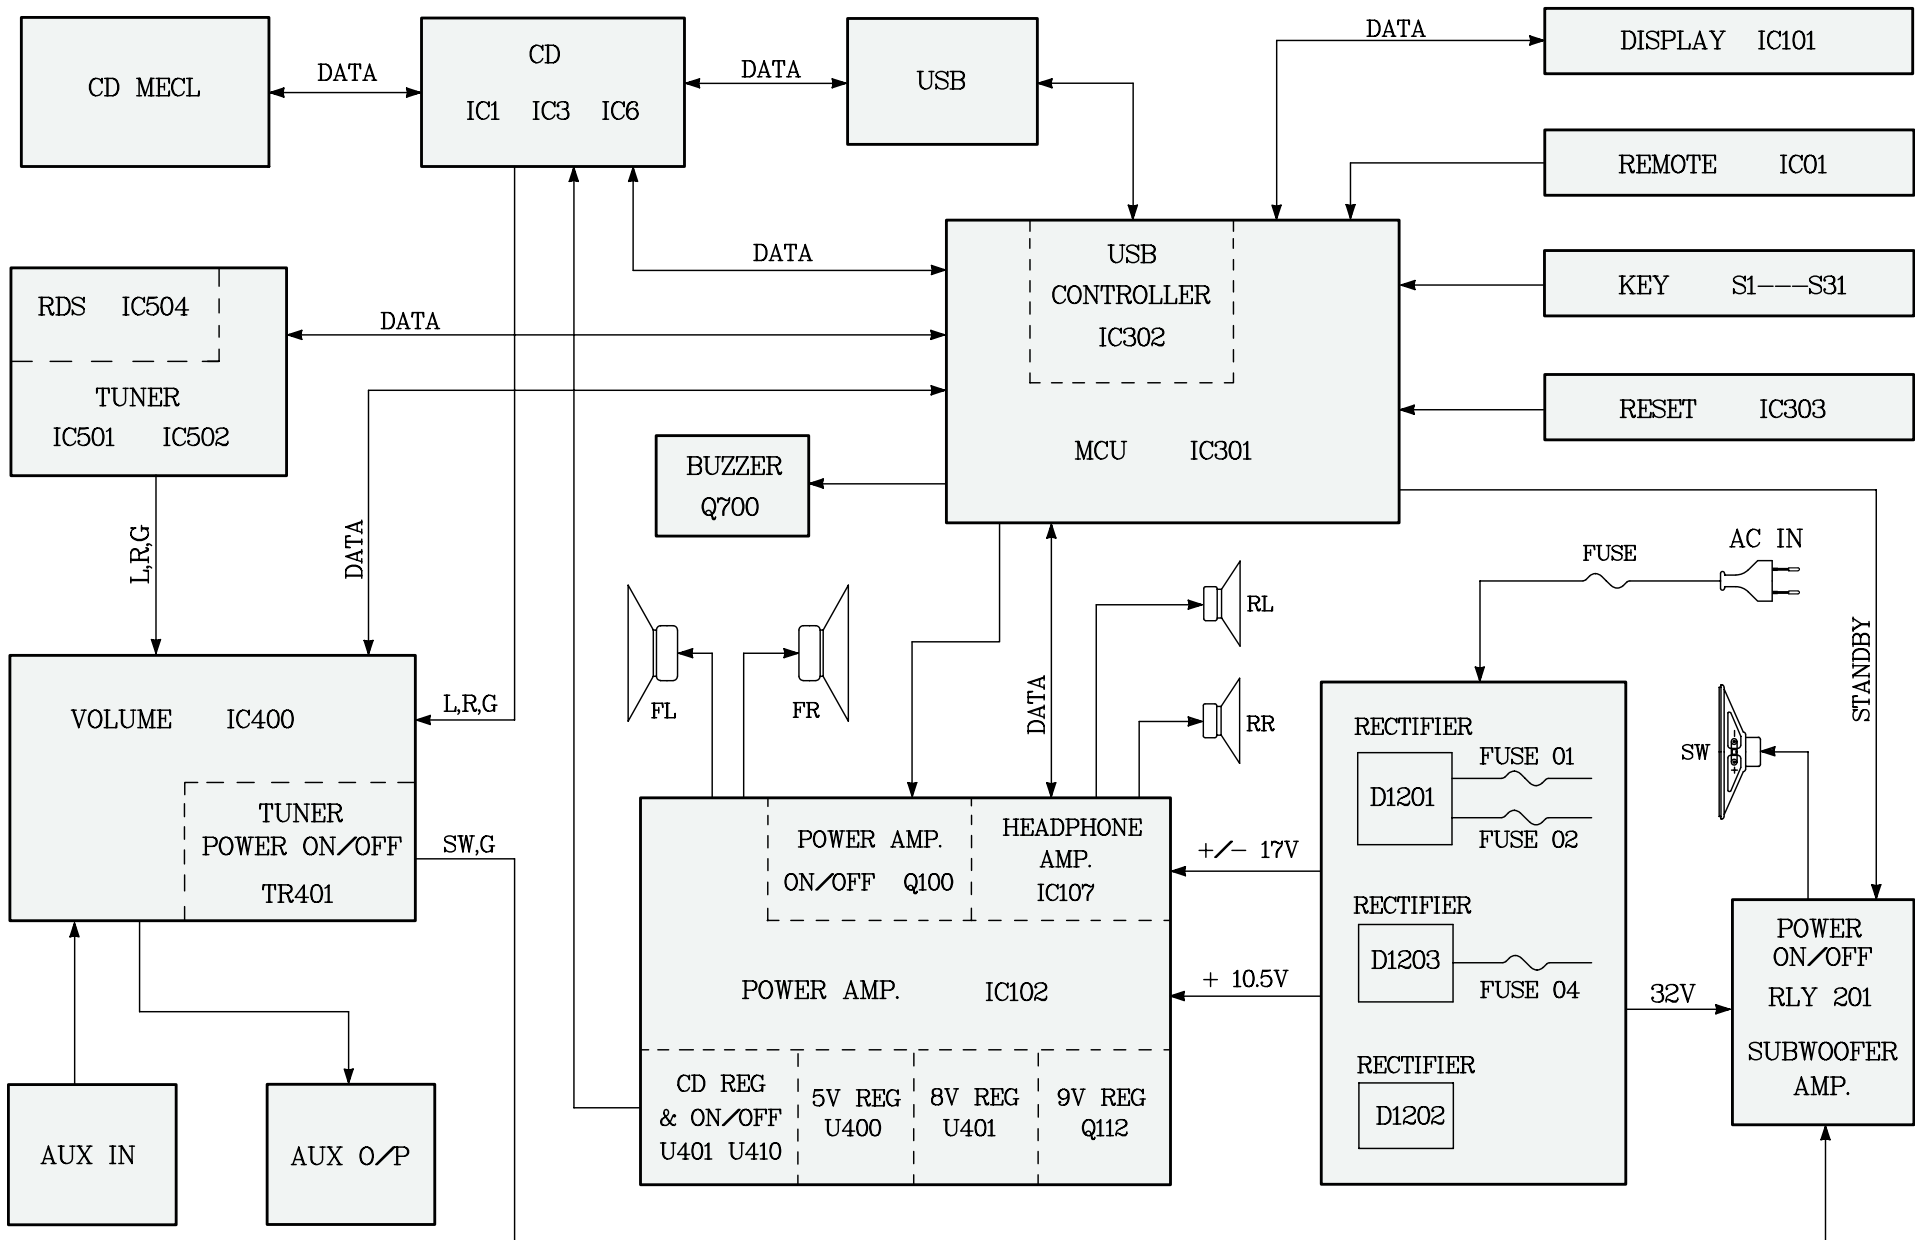 CD MECL
DATA
CD
IC1 IC3 IC6
DATA
USB
DATA
DISPLAY IC101
REMOTE IC01
KEY S1---S31
RESET IC303
RDS IC504
TUNER
IC501 IC502
DATA
DATA
USB
CONTROLLER
IC302
MCU IC301
BUZZER
Q700
L,R,G
DATA
FUSE
AC IN
STANDBY
VOLUME IC400
TUNER
POWER ON/OFF
TR401
L,R,G
SW,G
FL
FR
DATA
RL
RR
SW
POWER AMP.
ON/OFF Q100
HEADPHONE
AMP.
IC107
POWER AMP. IC102
CD REG
& ON/OFF
U401 U410
5V REG
U400
8V REG
U401
9V REG
Q112
+/- 17V
+ 10.5V
RECTIFIER
D1201
FUSE 01
FUSE 02
RECTIFIER
D1203
FUSE 04
RECTIFIER
D1202
32V
POWER
ON/OFF
RLY 201
SUBWOOFER
AMP.
AUX IN
AUX O/P